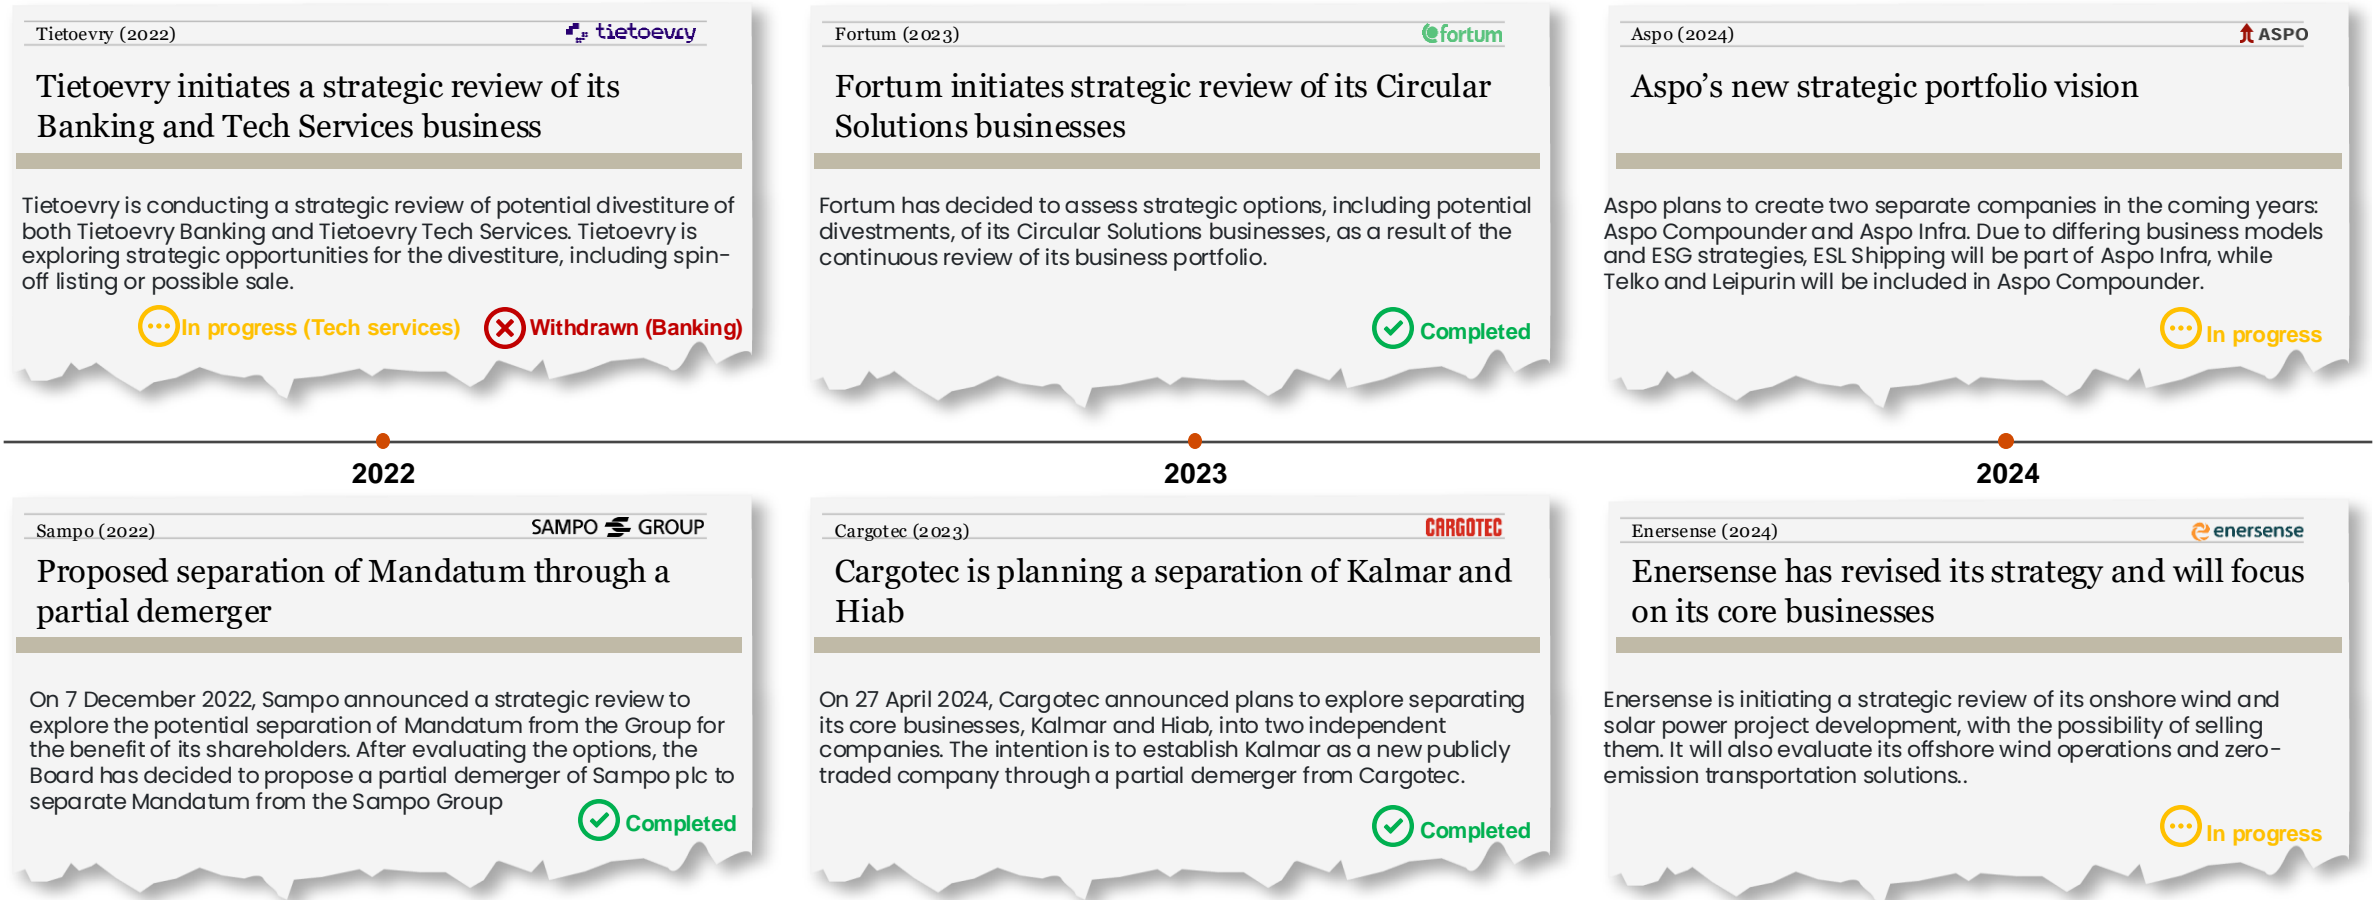 Tietoevry (2022)
tietoevry
Tietoevry initiates a strategic review of its
Banking and Tech Services business
Tietoevry is conducting a strategic review of potential divestiture of
both Tietoevry Banking and Tietoevry Tech Services. Tietoevry is
exploring strategic opportunities for the divestiture, including spin-
off listing or possible sale.
In progress (Tech services)
Withdrawn (Banking)
Fortum (2023)
fortum
Fortum initiates strategic review of its Circular
Solutions businesses
Fortum has decided to assess strategic options, including potential
divestments, of its Circular Solutions businesses, as a result of the
continuous review of its business portfolio.
Completed
Aspo (2024)
ASPO
Aspo’s new strategic portfolio vision
Aspo plans to create two separate companies in the coming years:
Aspo Compounder and Aspo Infra. Due to differing business models
and ESG strategies, ESL Shipping will be part of Aspo Infra, while
Telko and Leipurin will be included in Aspo Compounder.
In progress
2022
2023
2024
Sampo (2022)
SAMPO GROUP
Proposed separation of Mandatum through a
partial demerger
On 7 December 2022, Sampo announced a strategic review to
explore the potential separation of Mandatum from the Group for
the benefit of its shareholders. After evaluating the options, the
Board has decided to propose a partial demerger of Sampo plc to
separate Mandatum from the Sampo Group
Completed
Cargotec (2023)
CARGOTEC
Cargotec is planning a separation of Kalmar and
Hiab
On 27 April 2024, Cargotec announced plans to explore separating
its core businesses, Kalmar and Hiab, into two independent
companies. The intention is to establish Kalmar as a new publicly
traded company through a partial demerger from Cargotec.
Completed
Enersense (2024)
enersense
Enersense has revised its strategy and will focus
on its core businesses
Enersense is initiating a strategic review of its onshore wind and
solar power project development, with the possibility of selling
them. It will also evaluate its offshore wind operations and zero-
emission transportation solutions..
In progress